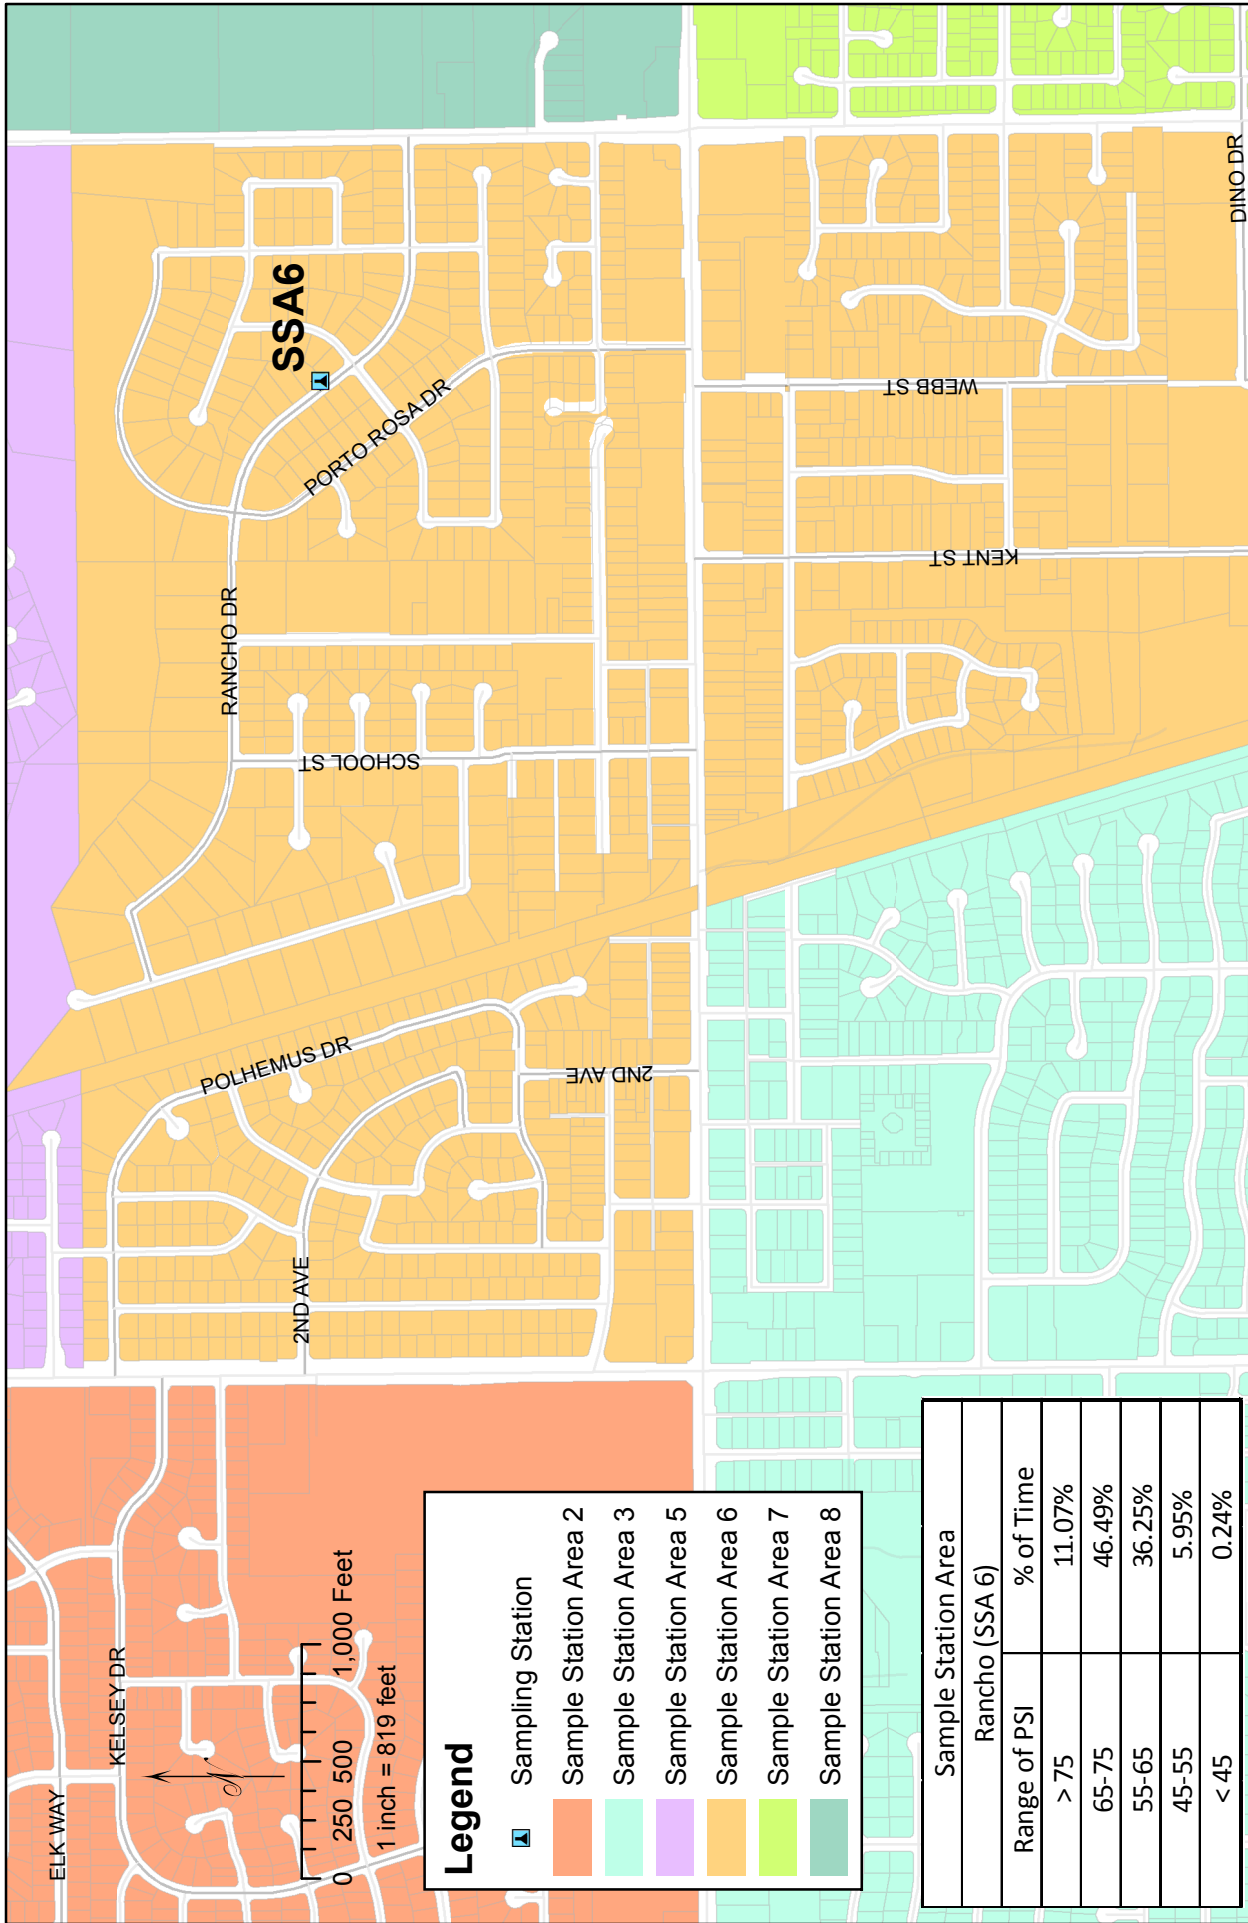 SSA6
PORTO ROSA DR
RANCHO DR
SCHOOL ST
POLHEMUS DR
2ND AVE
2ND AVE
WEBB ST
KENT ST
DINO DR
KELSEY DR
ELK WAY
N
0 250 500 1,000 Feet
1 inch = 819 feet
Legend
Sampling Station
Sample Station Area 2
Sample Station Area 3
Sample Station Area 5
Sample Station Area 6
Sample Station Area 7
Sample Station Area 8
Sample Station Area
Rancho (SSA 6)
Range of PSI % of Time
> 75 11.07%
65-75 46.49%
55-65 36.25%
45-55 5.95%
< 45 0.24%